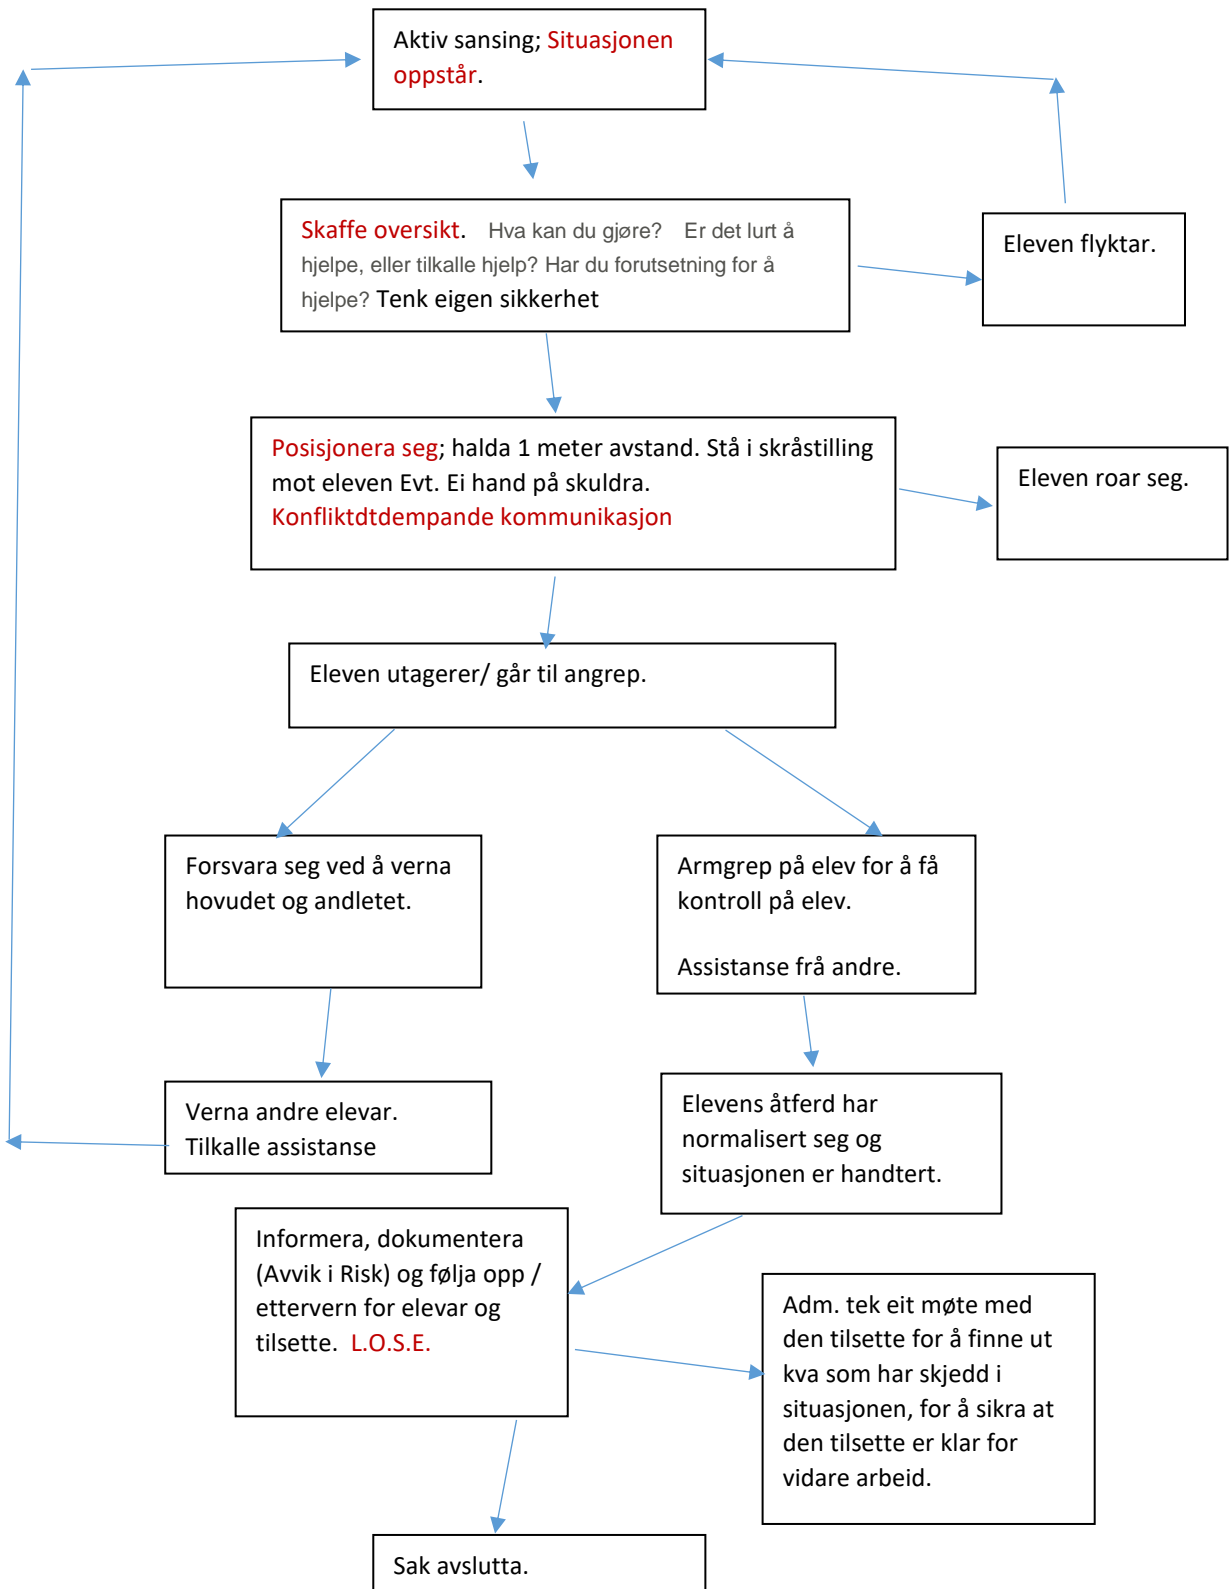 Aktiv sansing; Situasjonen
oppstår.
Skaffe oversikt. Hva kan du gjøre? Er det lurt å
hjelpe, eller tilkalle hjelp? Har du forutsetning for å
hjelpe? Tenk eigen sikkerhet
Eleven flyktar.
Posisjonera seg; halda 1 meter avstand. Stå i skråstilling
mot eleven Evt. Ei hand på skuldra.
Konfliktdtdempande kommunikasjon
Eleven roar seg.
Eleven utagerer/ går til angrep.
Forsvara seg ved å verna
hovudet og andletet.
Armgrep på elev for å få
kontroll på elev.
Assistanse frå andre.
Verna andre elevar.
Tilkalle assistanse
Elevens åtferd har
normalisert seg og
situasjonen er handtert.
Informera, dokumentera
(Avvik i Risk) og følja opp /
ettervern for elevar og
tilsette. L.O.S.E.
Adm. tek eit møte med
den tilsette for å finne ut
kva som har skjedd i
situasjonen, for å sikra at
den tilsette er klar for
vidare arbeid.
Sak avslutta.